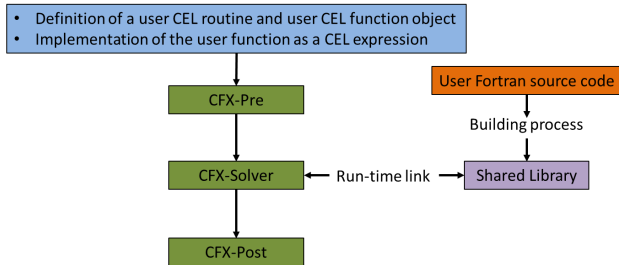 • Definition of a user CEL routine and user CEL function object
• Implementation of the user function as a CEL expression
User Fortran source code
CFX-Pre
Building process
CFX-Solver
Run-time link
Shared Library
CFX-Post